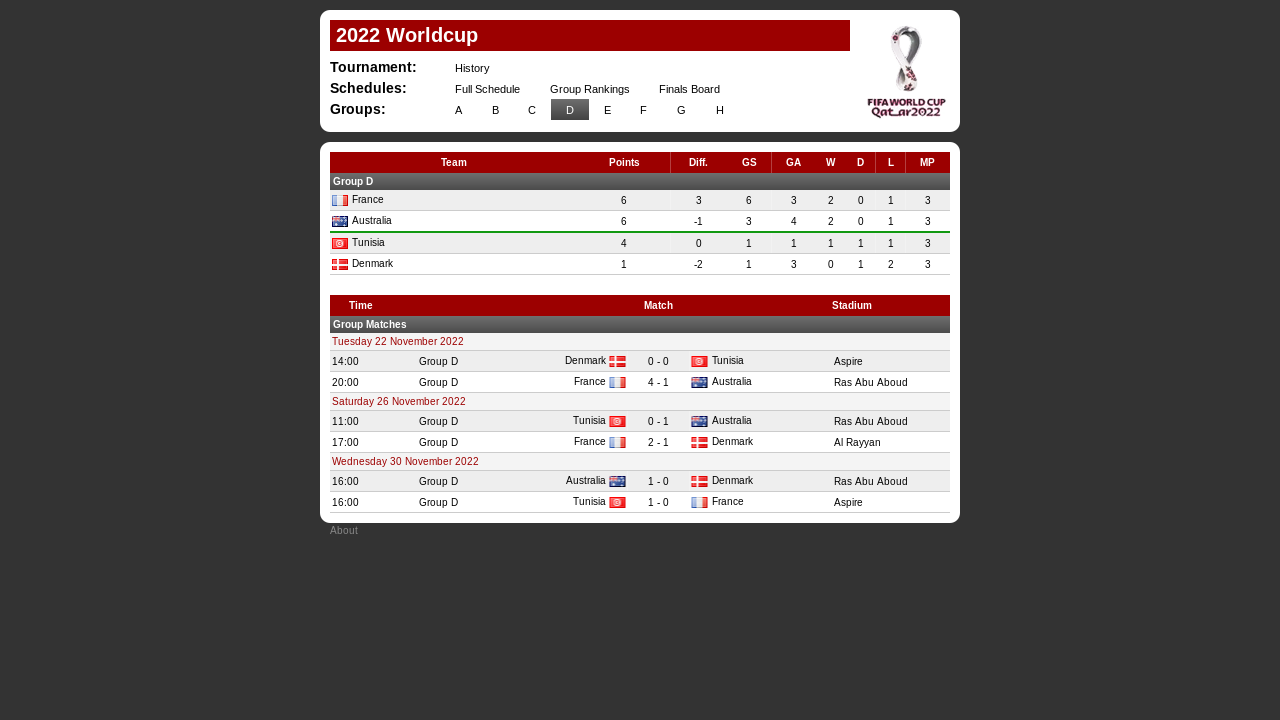 2022 Worldcup
Tournament: History
Schedules: Full Schedule Group Rankings Finals Board
Groups: A B C D E F G H
FIFA WORLD CUP
Qatar2022
Team Points Diff. GS GA W D L MP
Group D
France 6 3 6 3 2 0 1 3
Australia 6 -1 3 4 2 0 1 3
Tunisia 4 0 1 1 1 1 1 3
Denmark 1 -2 1 3 0 1 2 3
Time Match Stadium
Group Matches
Tuesday 22 November 2022
14:00 Group D Denmark 0 - 0 Tunisia Aspire
20:00 Group D France 4 - 1 Australia Ras Abu Aboud
Saturday 26 November 2022
11:00 Group D Tunisia 0 - 1 Australia Ras Abu Aboud
17:00 Group D France 2 - 1 Denmark Al Rayyan
Wednesday 30 November 2022
16:00 Group D Australia 1 - 0 Denmark Ras Abu Aboud
16:00 Group D Tunisia 1 - 0 France Aspire
About